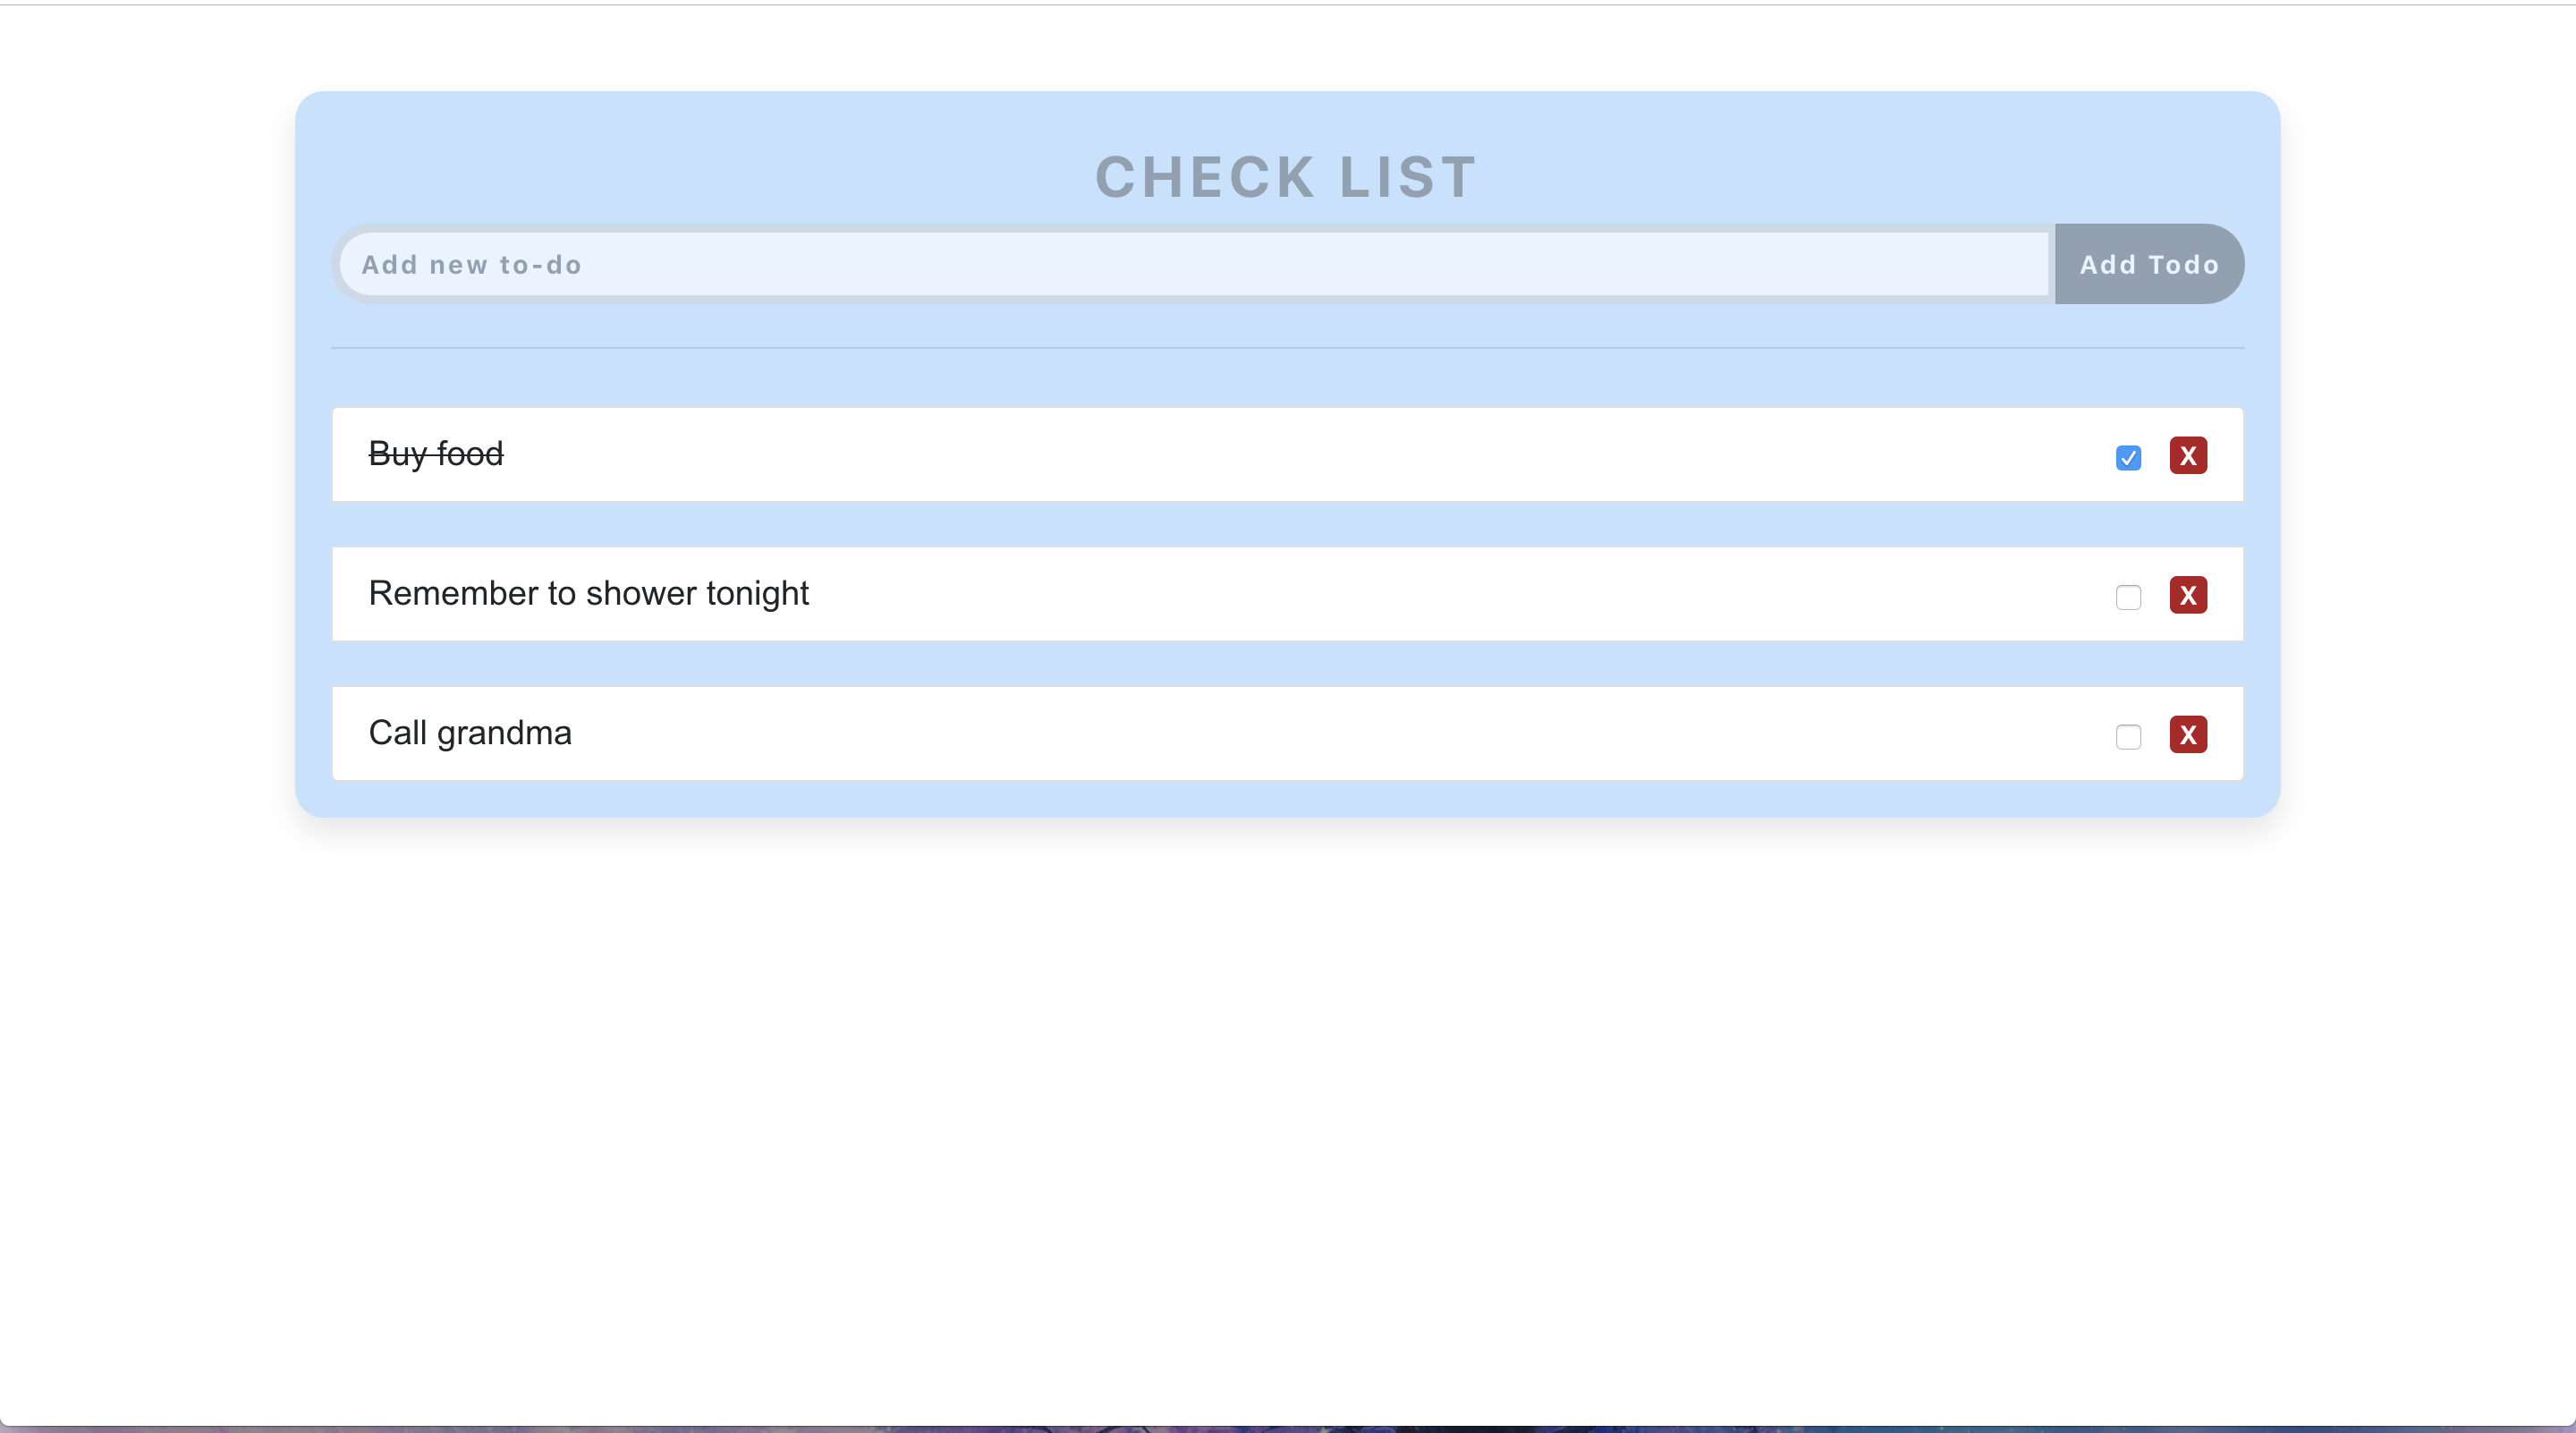 CHECK LIST
Add new to-do
Add Todo
Buy food
X
Remember to shower tonight
X
Call grandma
X